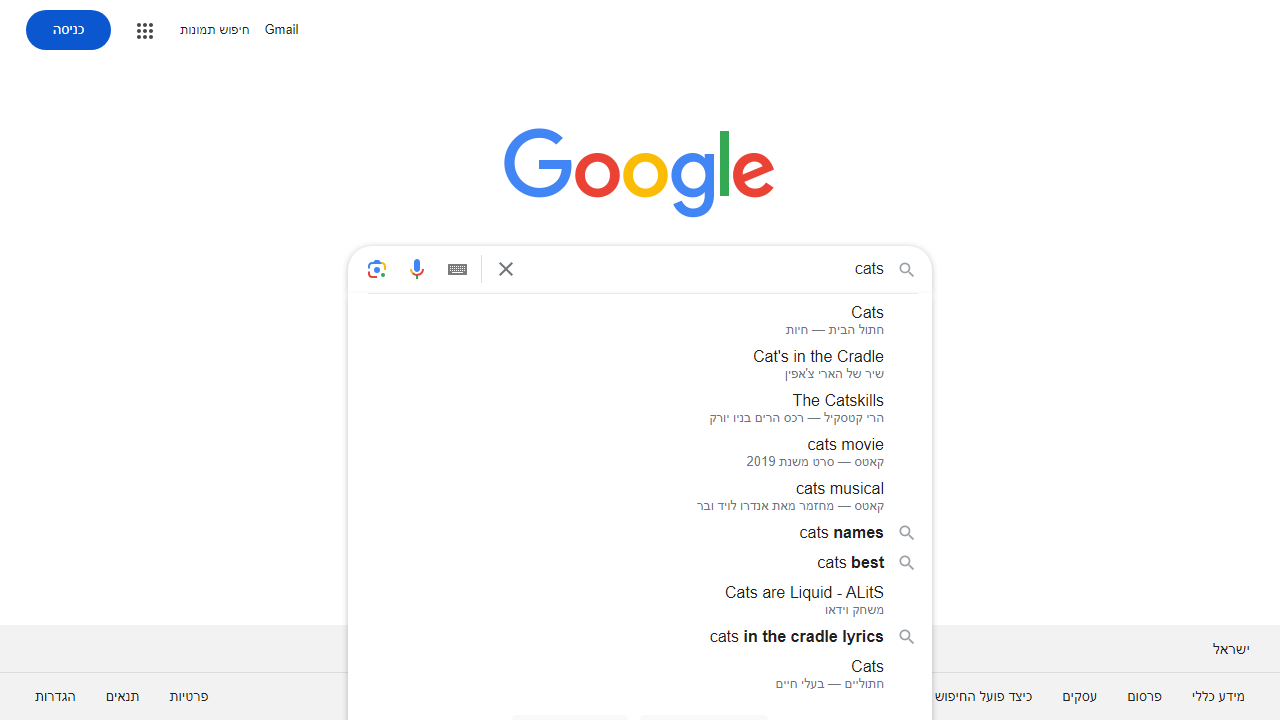 Gmail
חיפוש תמונות
כניסה
Google
cats
Cats
חתול הבית — חיות
Cat's in the Cradle
שיר של הארי צ'אפין
The Catskills
הרי קטסקיל — רכס הרים בניו יורק
cats movie
קאטס — סרט משנת 2019
cats musical
קאטס — מחזמר מאת אנדרו לויד ובר
cats names
cats best
Cats are Liquid - ALitS
משחק וידאו
cats in the cradle lyrics
Cats
חתוליים — בעלי חיים
ישראל
מידע כללי
פרסום
עסקים
כיצד פועל החיפוש
פרטיות
תנאים
הגדרות